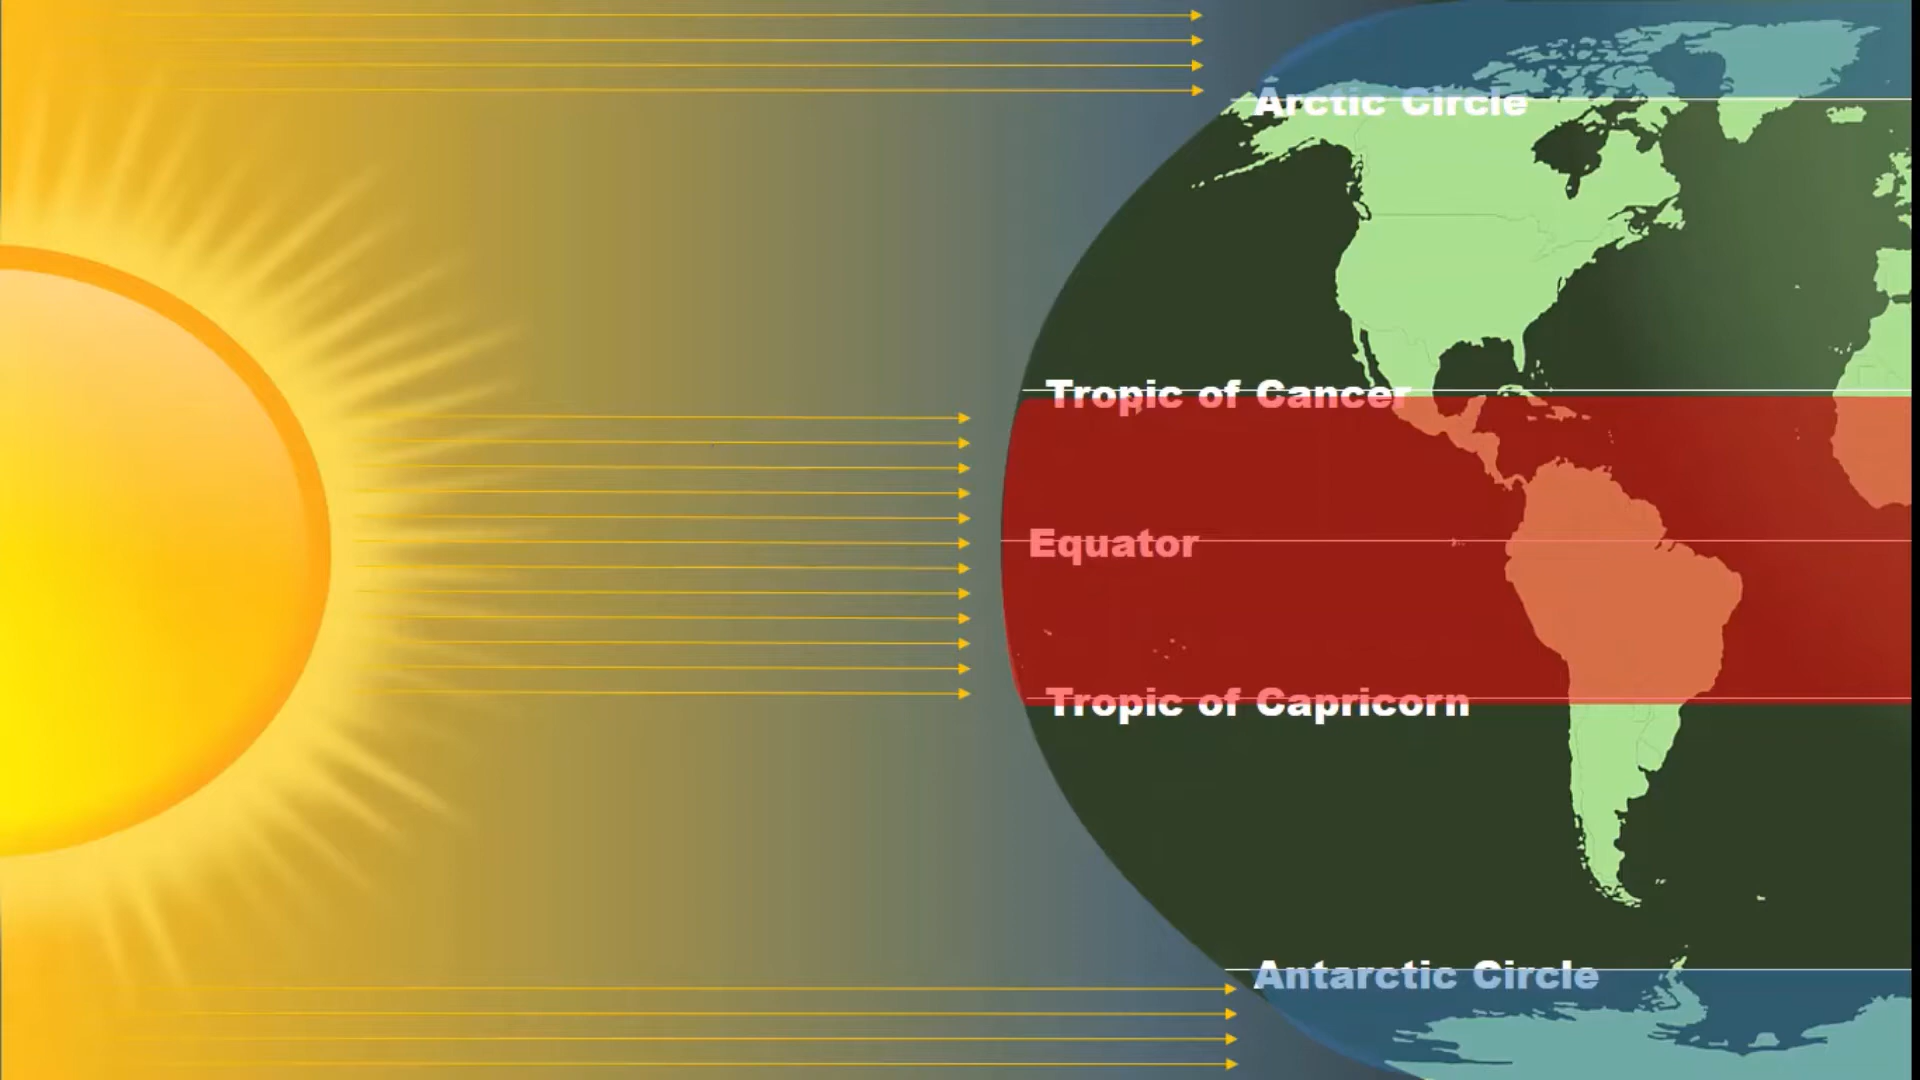 Arctic Circle
Tropic of Cancer
Equator
Tropic of Capricorn
Antarctic Circle